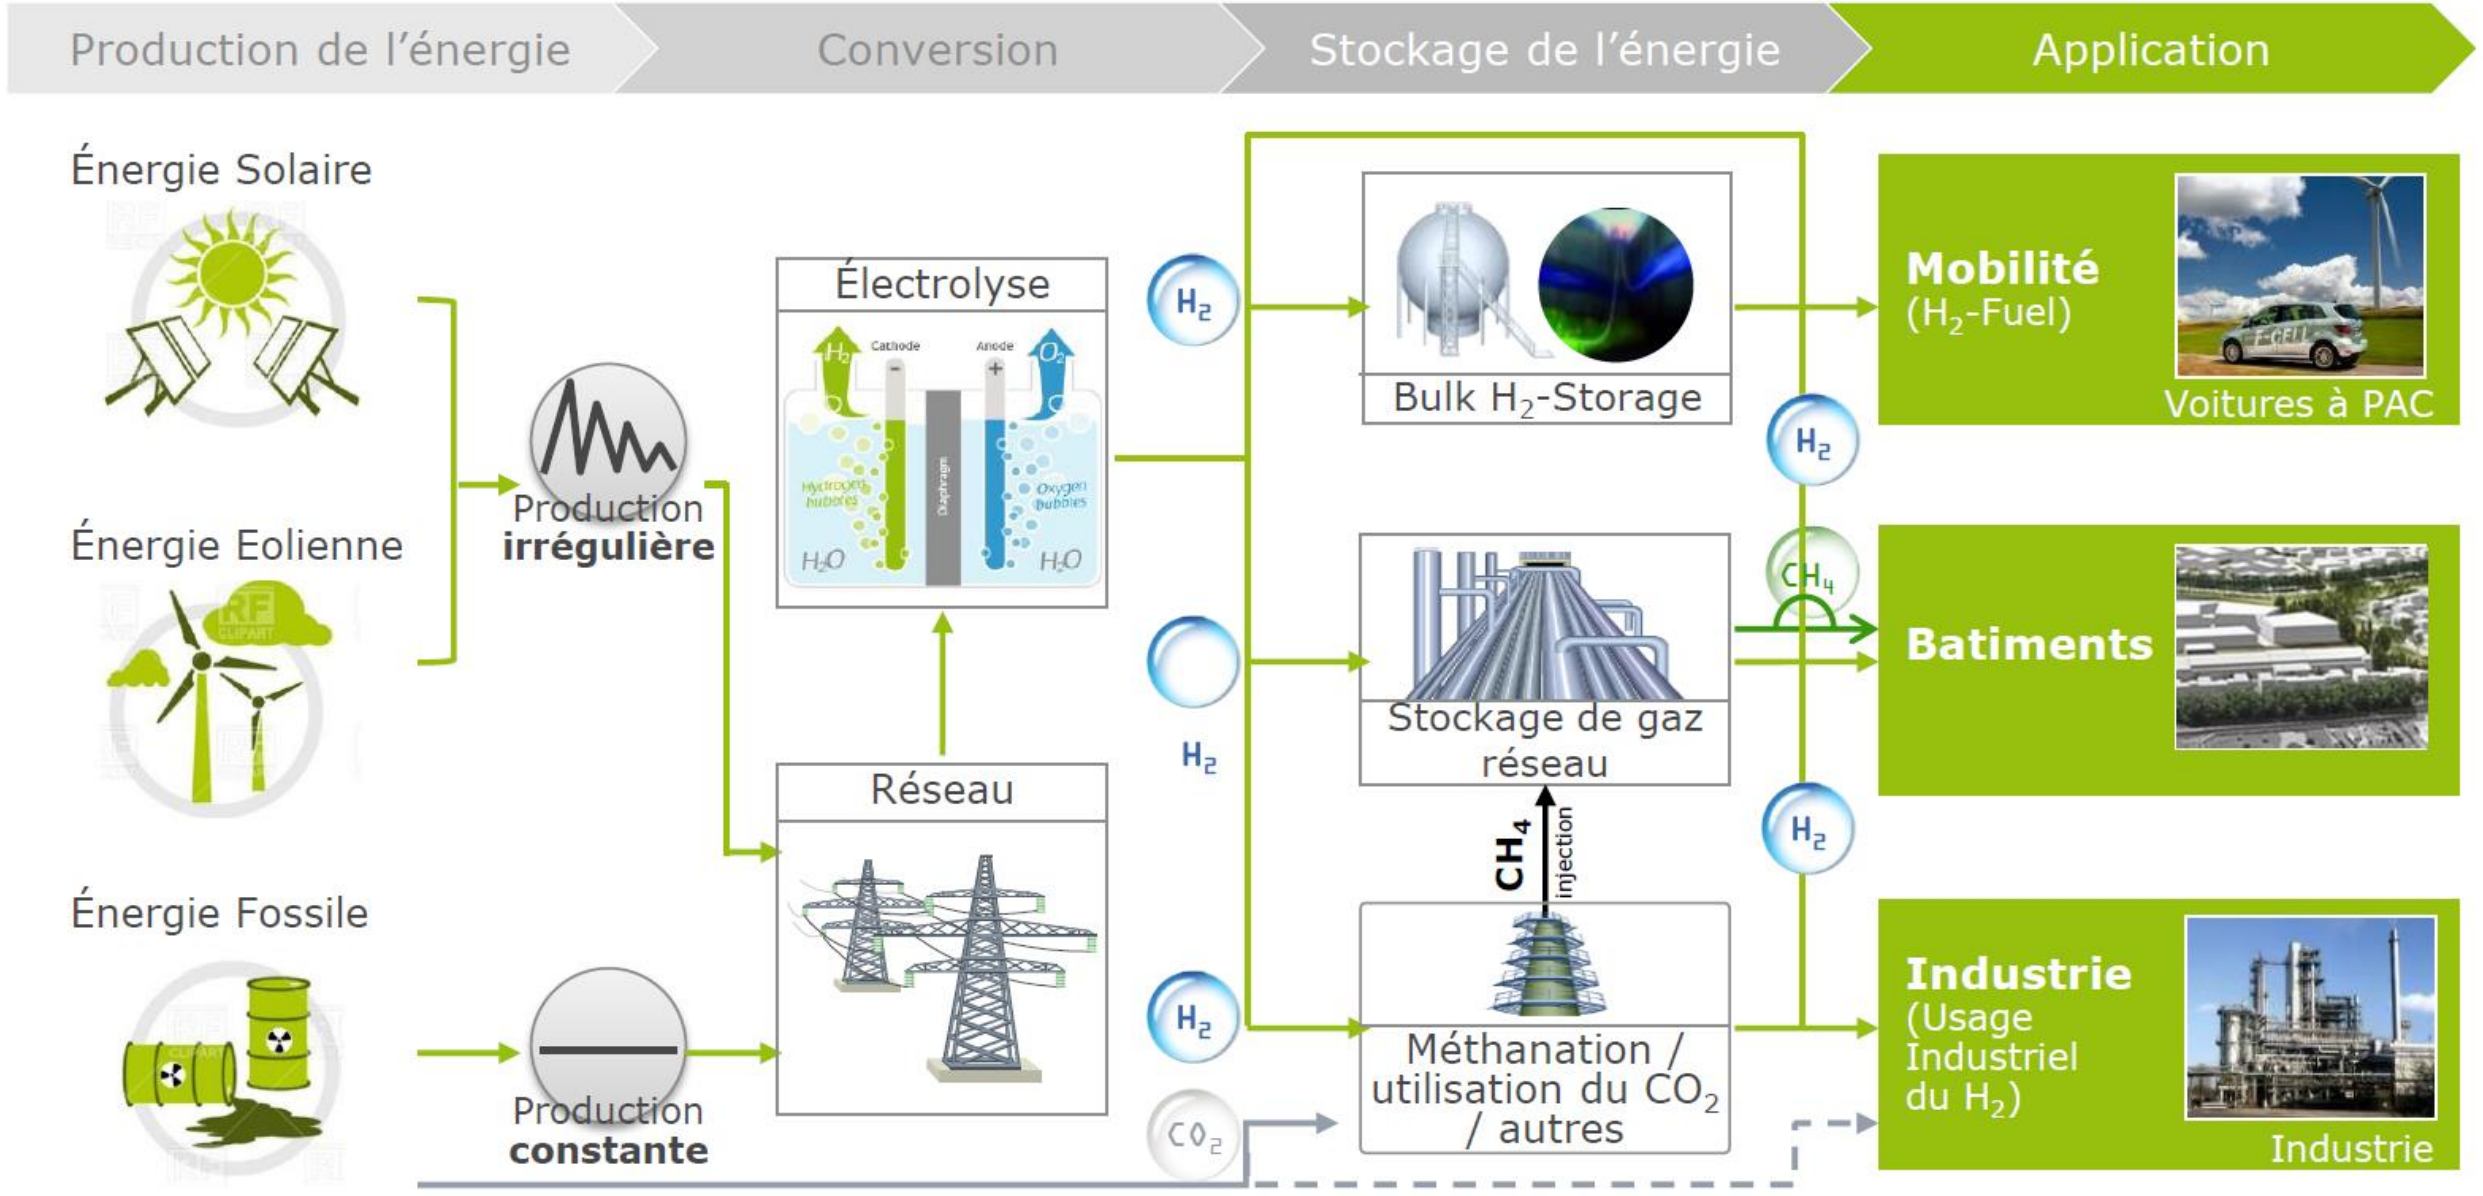 Production de l’énergie
Conversion
Stockage de l’énergie
Application
Énergie Solaire
Énergie Eolienne
RF
CLIPART
Énergie Fossile
Production
irrégulière
Production
constante
Électrolyse
H2
Cathode
Anode
O2
-
+
Hydrogen
bubbles
Diaphragm
Oxygen
bubbles
H2O
H2O
Réseau
H2
H2
H2
CO2
Bulk H2-Storage
Stockage de gaz
réseau
CH4
injection
Méthanation /
utilisation du CO2
/ autres
H2
CH4
H2
Mobilité
(H2-Fuel)
F-CELL
Voitures à PAC
Batiments
Industrie
(Usage
Industriel
du H2)
Industrie